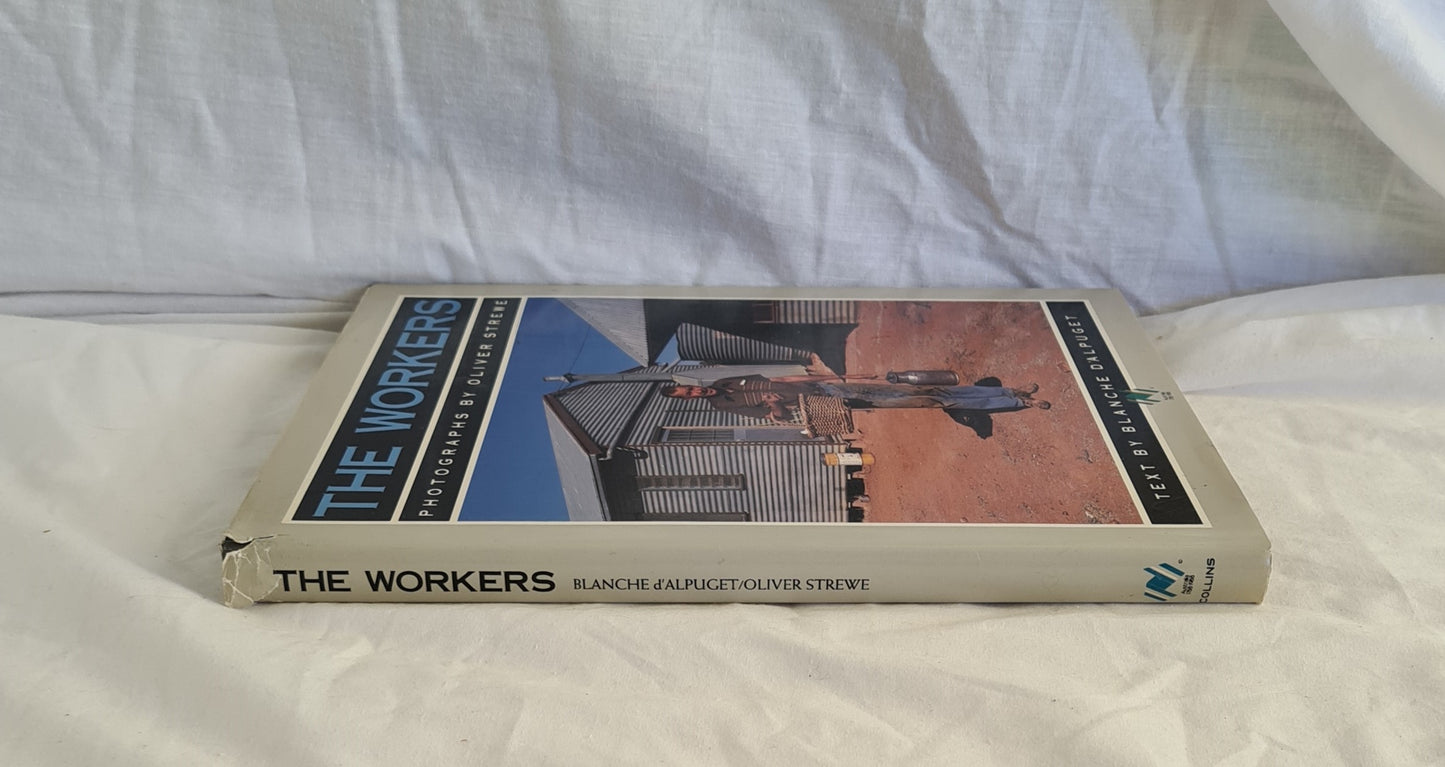 THE WORKERS
PHOTOGRAPHS BY OLIVER STREWE
TEXT BY BLANCHE D'ALPUGET
THE WORKERS BLANCHE d'ALPUGET/OLIVER STREWE
COLLINS